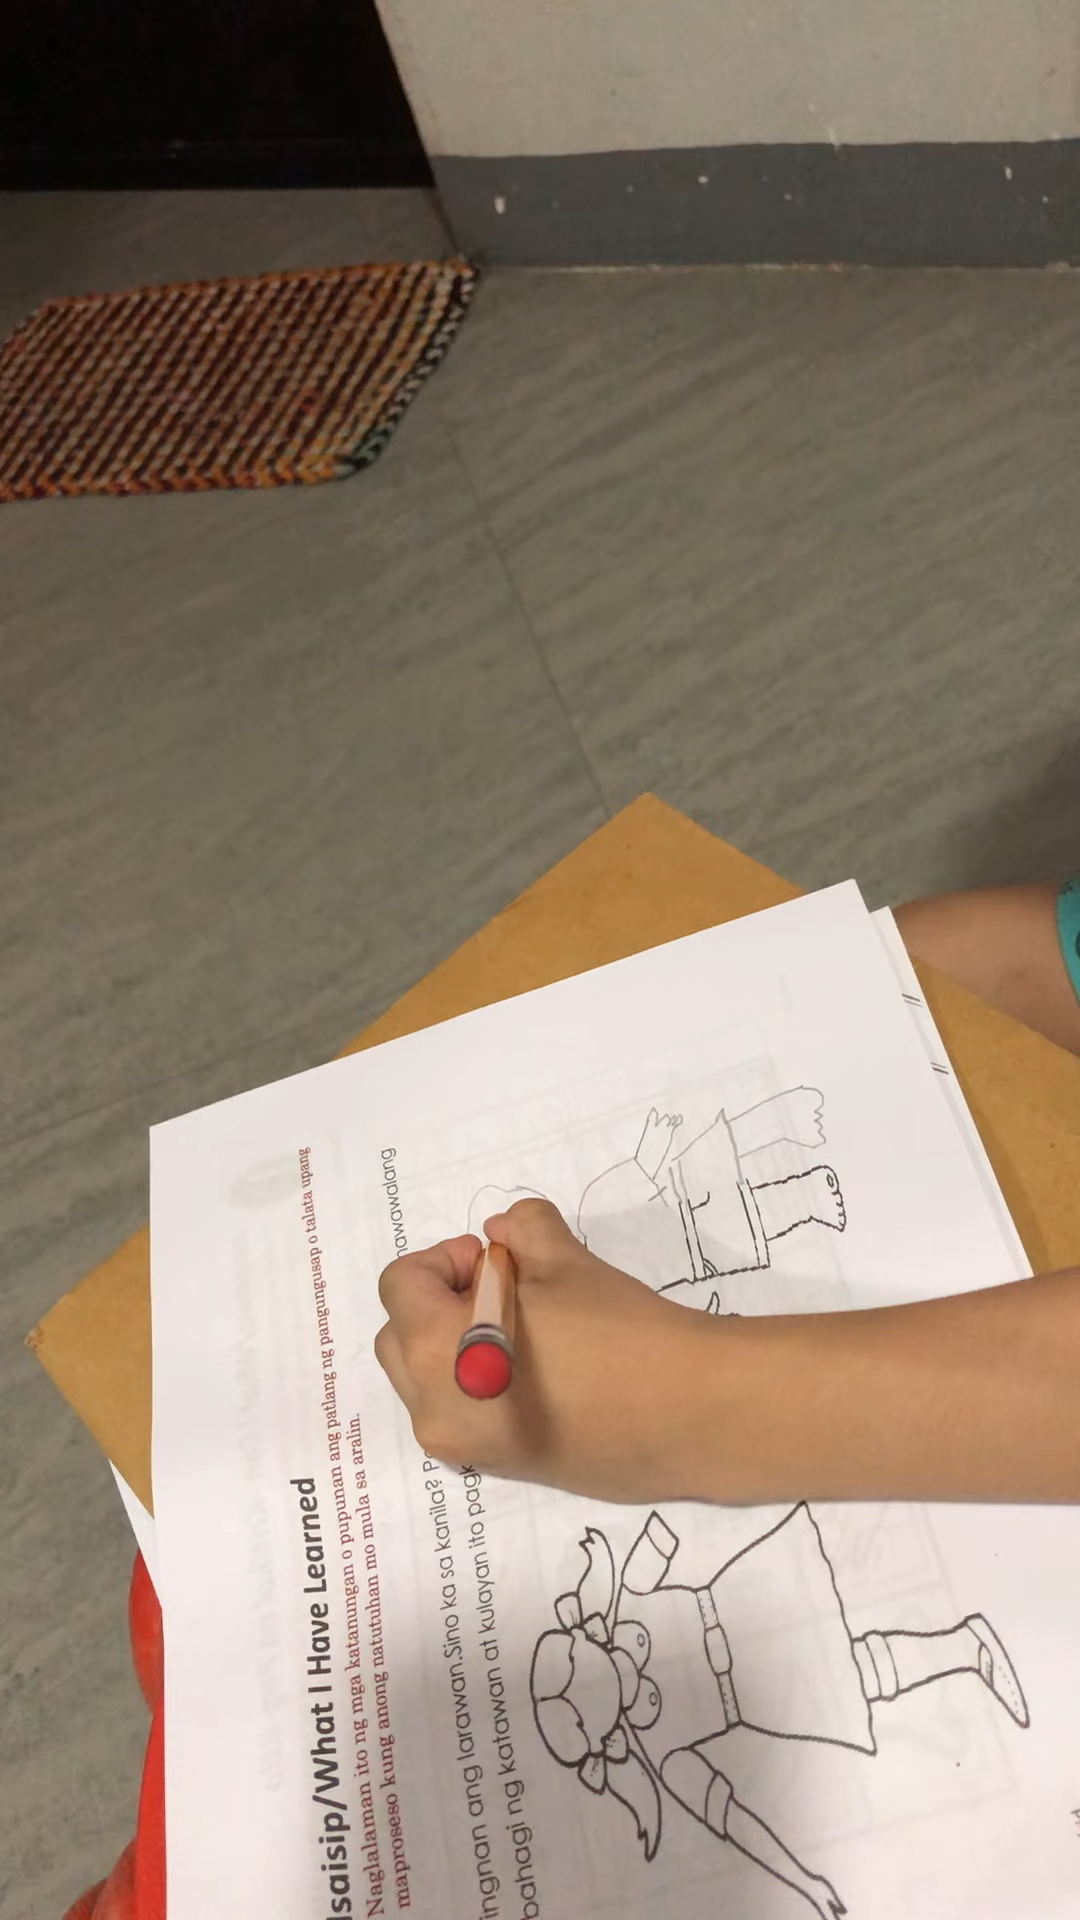 Isaisip/What I Have Learned
Naglalaman ito ng mga katanungan o pupunan ang patlang ng pangungusap o talata upang
maproseso kung anong natutuhan mo mula sa aralin.
ingnan ang larawan.Sino ka sa kanila? nawawalang
bahagi ng katawan at kulayan ito